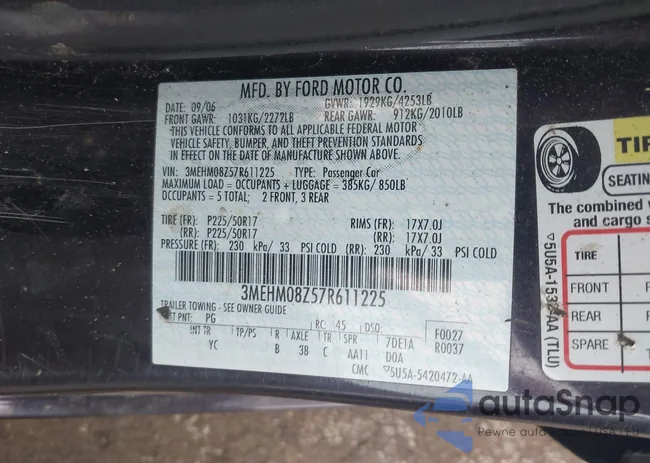 MFD. BY FORD MOTOR CO.
DATE: 09/06 GVWR: 1929KG/4253LB
FRONT GAWR: 1031KG/2272LB REAR GAWR: 912KG/2010LB
THIS VEHICLE CONFORMS TO ALL APPLICABLE FEDERAL MOTOR
VEHICLE SAFETY, BUMPER, AND THEFT PREVENTION STANDARDS
IN EFFECT ON THE DATE OF MANUFACTURE SHOWN ABOVE.
VIN: 3MEHM08Z57R611225 TYPE: Passenger Car
MAXIMUM LOAD = OCCUPANTS + LUGGAGE = 385KG/ 850LB
OCCUPANTS = 5 TOTAL; 2 FRONT, 3 REAR
TIRE (FR): P225/50R17 RIMS (FR): 17X7.0J
(RR): P225/50R17 (RR): 17X7.0J
PRESSURE (FR): 230 kPa/ 33 PSI COLD (RR): 230 kPa/ 33 PSI COLD
3MEHM08Z57R611225
TRAILER TOWING - SEE OWNER GUIDE
EXT PNT: PG RC: 45 DSO: F0027
INT TR TP/PS R AXLE TR SPR 7DE1A R0037
YC B 38 C AA11 D0A
CMC ▽5U5A-5420472-AA
TIR
SEATING
The combined
and cargo s
TIRE
FRONT
REAR
SPARE
▽5U5A-1532-AA (TLU)
autoSnap